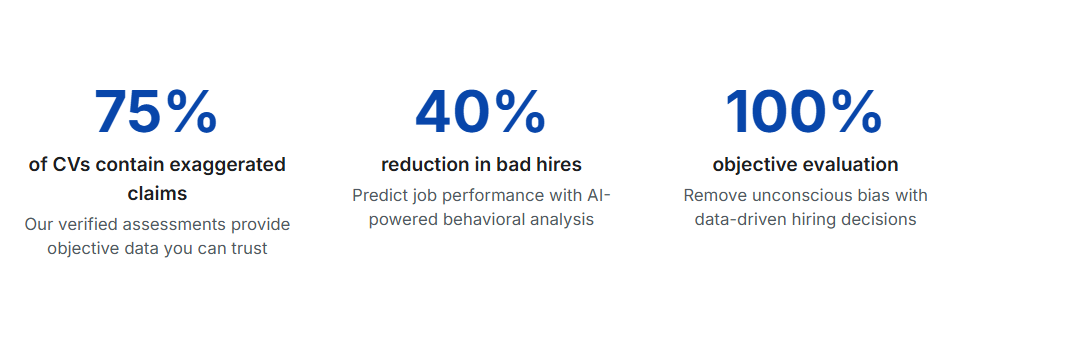 75%
of CVs contain exaggerated
claims
Our verified assessments provide
objective data you can trust
40%
reduction in bad hires
Predict job performance with AI-
powered behavioral analysis
100%
objective evaluation
Remove unconscious bias with
data-driven hiring decisions